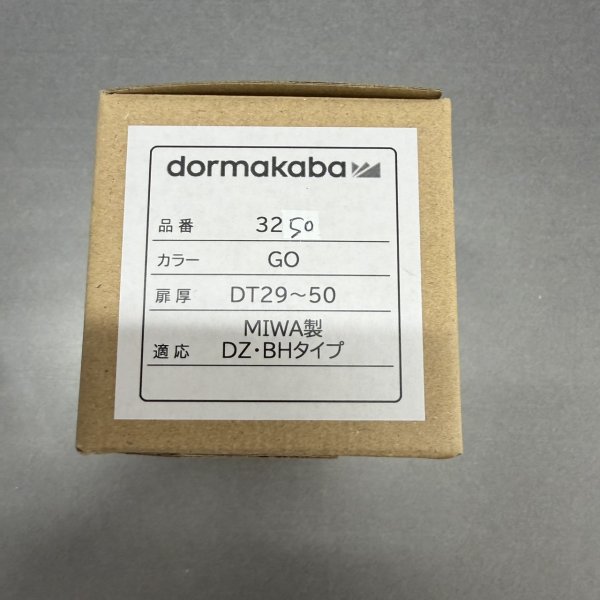 dormakaba
品番 3250
カラー GO
扉厚 DT29～50
MIWA製
適応 DZ・BHタイプ